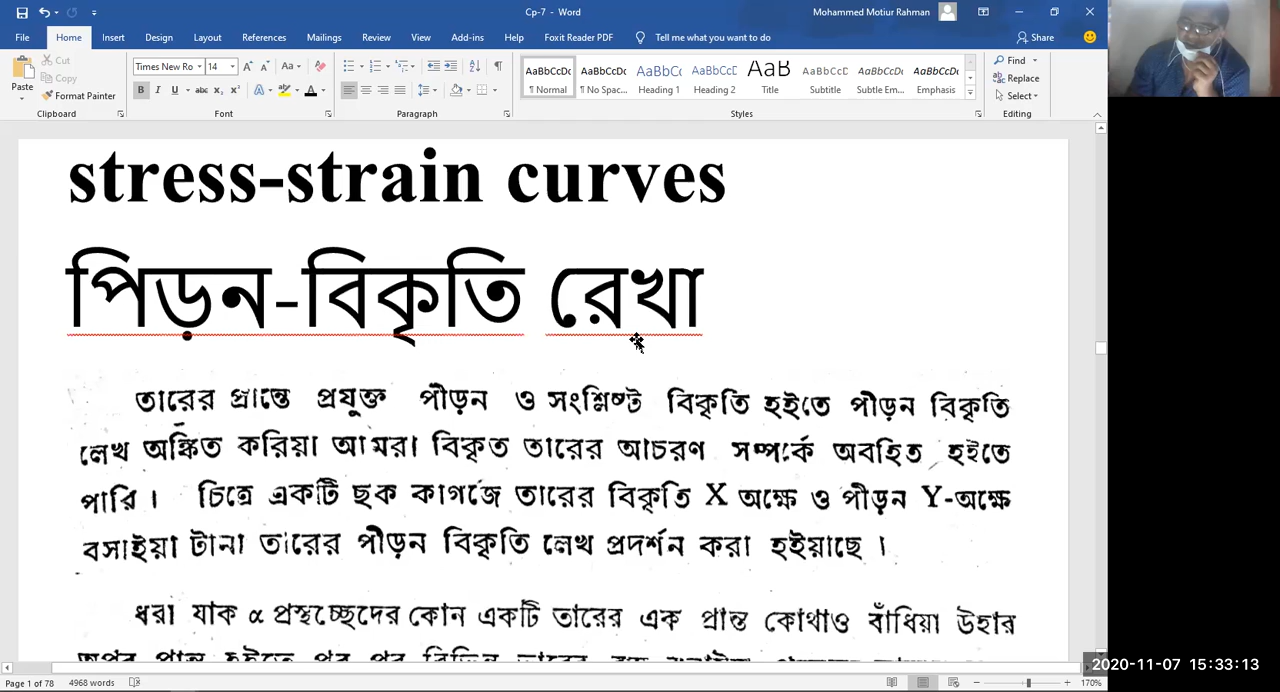 Cp-7 - Word
Mohammed Motiur Rahman
File Home Insert Design Layout References Mailings Review View Add-ins Help Foxit Reader PDF Tell me what you want to do Share
Paste
Cut
Copy
Format Painter
Clipboard
Times New Ro 14
Font
Paragraph
AaBbCcDc AaBbCcDc AaBbCc AaBbCcD AaB AaBbCcD AaBbCcDc AaBbCcDc
¶ Normal ¶ No Spac... Heading 1 Heading 2 Title Subtitle Subtle Em... Emphasis
Styles
Find
Replace
Select
Editing
stress-strain curves
পিড়ন-বিকৃতি রেখা
তারের প্রান্তে প্রযুক্ত পীড়ন ও সংশ্লিষ্ট বিকৃতি হইতে পীড়ন বিকৃতি
লেখ অঙ্কিত করিয়া আমরা বিকৃত তারের আচরণ সম্পর্কে অবহিত হইতে
পারি। চিত্রে একটি ছক কাগজে তারের বিকৃতি X অক্ষে ও পীড়ন Y-অক্ষে
বসাইয়া টানা তারের পীড়ন বিকৃতি লেখ প্রদর্শন করা হইয়াছে।
ধরা যাক α প্রস্থচ্ছেদের কোন একটি তারের এক প্রান্ত কোথাও বাঁধিয়া উহার
Page 1 of 78 4968 words 170%
2020-11-07 15:33:13